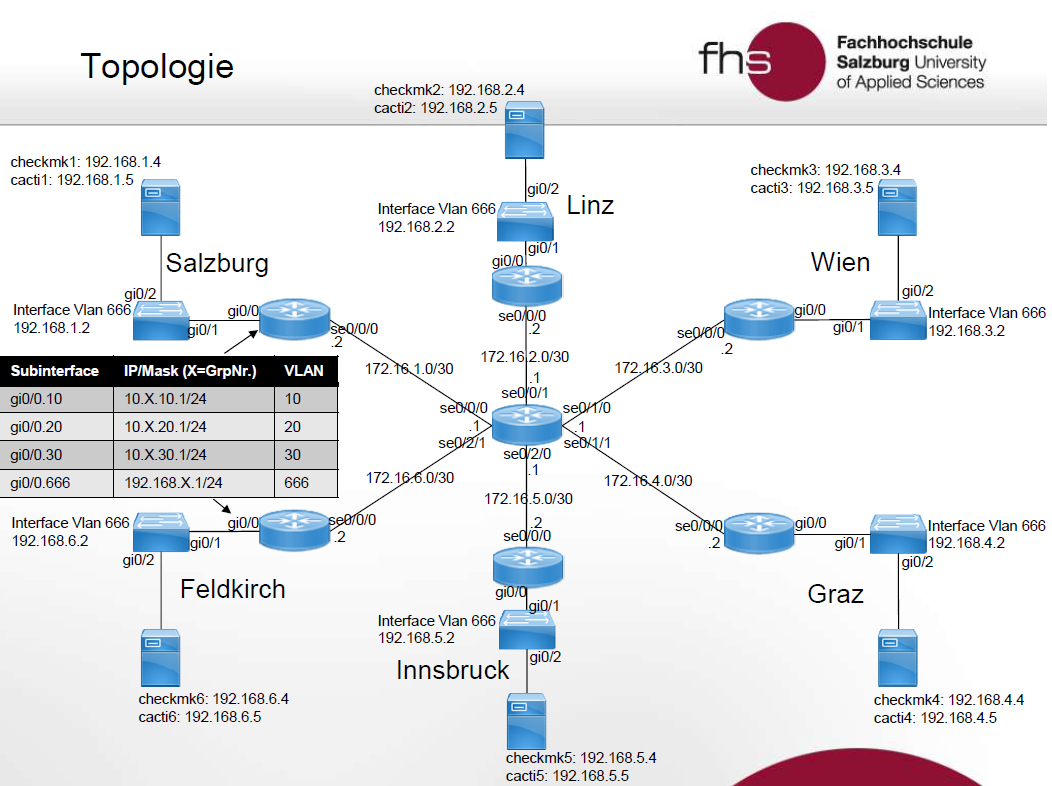 Topologie
fhs
Fachhochschule
Salzburg University
of Applied Sciences
checkmk2: 192.168.2.4
cacti2: 192.168.2.5
gi0/2
Interface Vlan 666
192.168.2.2
Linz
gi0/1
gi0/0
se0/0/0
.2
172.16.2.0/30
checkmk1: 192.168.1.4
cacti1: 192.168.1.5
Salzburg
gi0/2
Interface Vlan 666
192.168.1.2
gi0/1
gi0/0
se0/0/0
.2
172.16.1.0/30
checkmk3: 192.168.3.4
cacti3: 192.168.3.5
Wien
gi0/2
Interface Vlan 666
192.168.3.2
gi0/1
gi0/0
se0/0/0
.2
172.16.3.0/30
Subinterface IP/Mask (X=GrpNr.) VLAN
gi0/0.10 10.X.10.1/24 10
gi0/0.20 10.X.20.1/24 20
gi0/0.30 10.X.30.1/24 30
gi0/0.666 192.168.X.1/24 666
.1
se0/0/1
se0/0/0
.1
se0/2/1
se0/1/0
.1
se0/1/1
se0/2/0
.1
172.16.6.0/30
172.16.5.0/30
172.16.4.0/30
Interface Vlan 666
192.168.6.2
gi0/0
gi0/1
se0/0/0
.2
gi0/2
Feldkirch
checkmk6: 192.168.6.4
cacti6: 192.168.6.5
.2
se0/0/0
gi0/0
gi0/1
Interface Vlan 666
192.168.5.2
gi0/2
Innsbruck
checkmk5: 192.168.5.4
cacti5: 192.168.5.5
se0/0/0
.2
gi0/0
gi0/1
Interface Vlan 666
192.168.4.2
gi0/2
Graz
checkmk4: 192.168.4.4
cacti4: 192.168.4.5